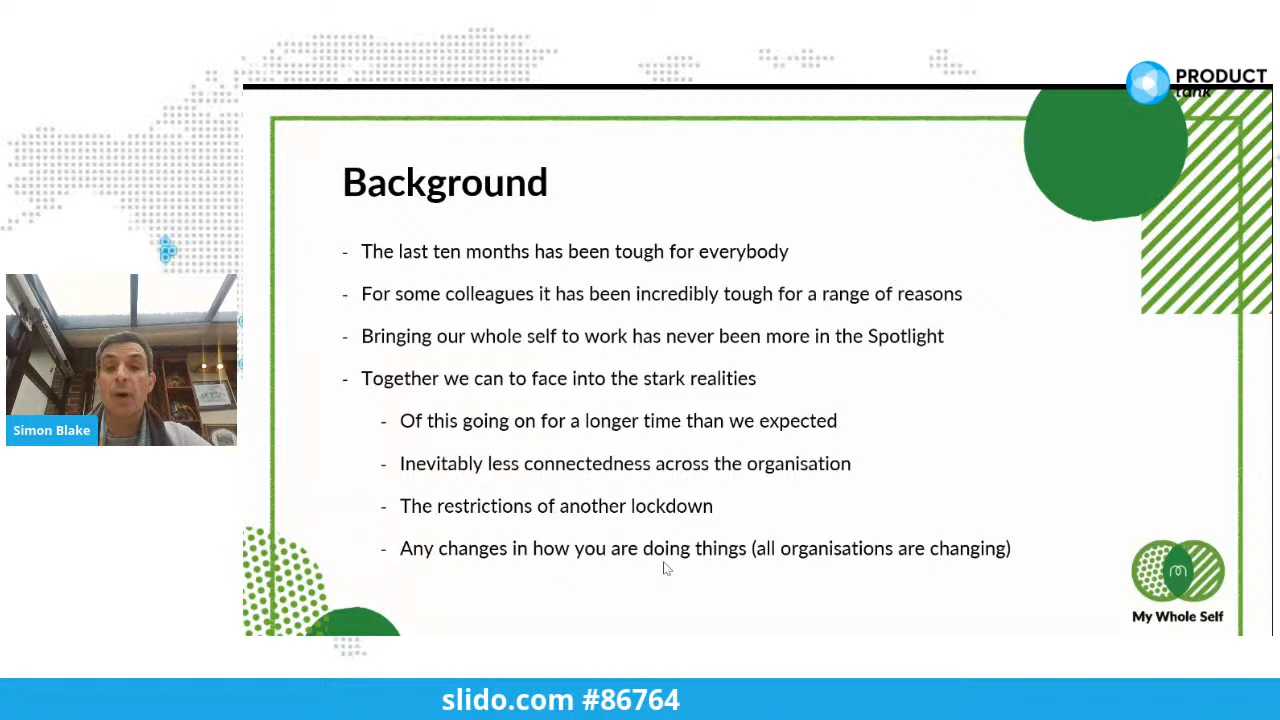 PRODUCT
tank
Background
- The last ten months has been tough for everybody
- For some colleagues it has been incredibly tough for a range of reasons
- Bringing our whole self to work has never been more in the Spotlight
- Together we can to face into the stark realities
- Of this going on for a longer time than we expected
- Inevitably less connectedness across the organisation
- The restrictions of another lockdown
- Any changes in how you are doing things (all organisations are changing)
Simon Blake
My Whole Self
slido.com #86764